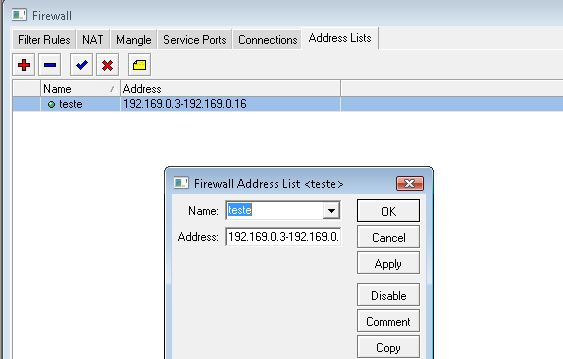 Firewall
Filter Rules NAT Mangle Service Ports Connections Address Lists
Name Address
teste 192.169.0.3-192.169.0.16
Firewall Address List <teste>
Name: teste OK
Address: 192.169.0.3-192.169.0. Cancel
Apply
Disable
Comment
Copy